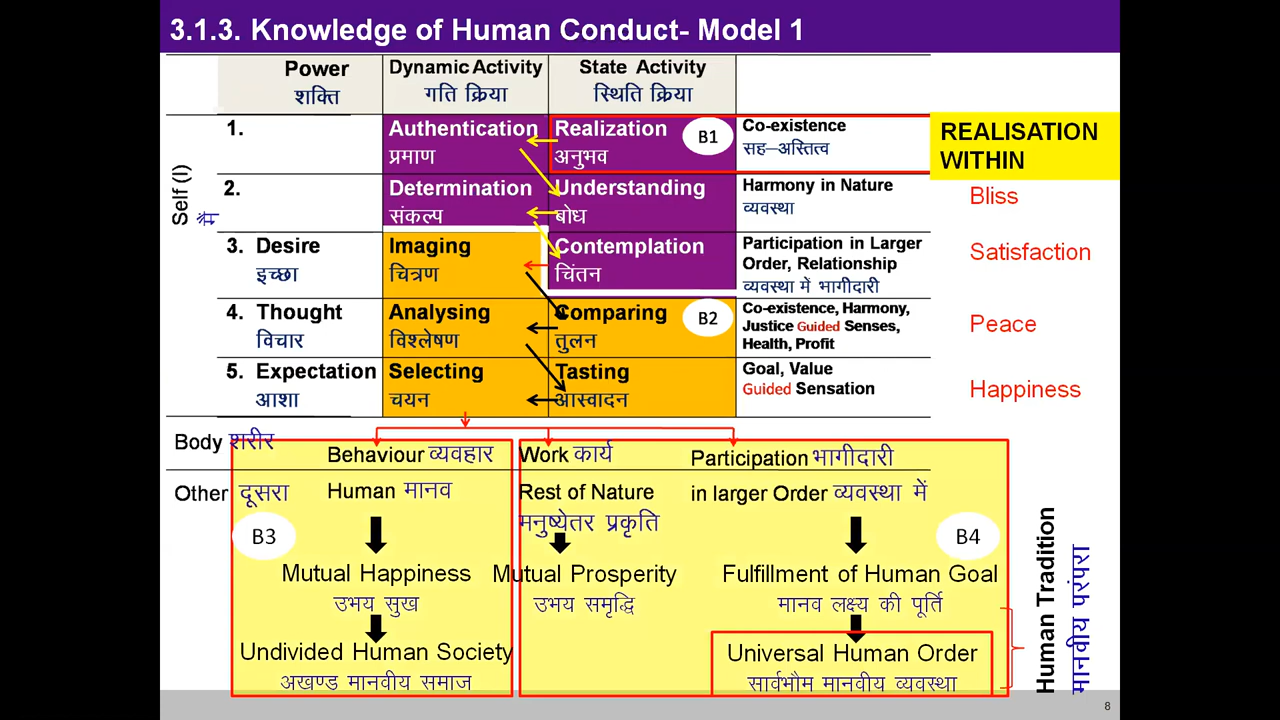 3.1.3. Knowledge of Human Conduct- Model 1
Power Dynamic Activity State Activity
शक्ति गति क्रिया स्थिति क्रिया
Self (I)
मैं
1. Authentication Realization B1 Co-existence
प्रमाण अनुभव सह–अस्तित्व
REALISATION
WITHIN
2. Determination Understanding Harmony in Nature Bliss
संकल्प बोध व्यवस्था
3. Desire Imaging Contemplation Participation in Larger
Order, Relationship Satisfaction
इच्छा चित्रण चिंतन व्यवस्था में भागीदारी
4. Thought Analysing Comparing B2 Co-existence, Harmony,
Justice Guided Senses, Peace
विचार विश्लेषण तुलन Health, Profit
5. Expectation Selecting Tasting Goal, Value
Guided Sensation Happiness
आशा चयन आस्वादन
Body शरीर Behaviour व्यवहार Work कार्य Participation भागीदारी
Other दूसरा Human मानव Rest of Nature in larger Order व्यवस्था में
मनुष्येतर प्रकृति
B3 B4
Mutual Happiness Mutual Prosperity Fulfillment of Human Goal
उभय सुख उभय समृद्धि मानव लक्ष्य की पूर्ति
Undivided Human Society Universal Human Order
अखण्ड मानवीय समाज सार्वभौम मानवीय व्यवस्था
Human Tradition
मानवीय परंपरा
8